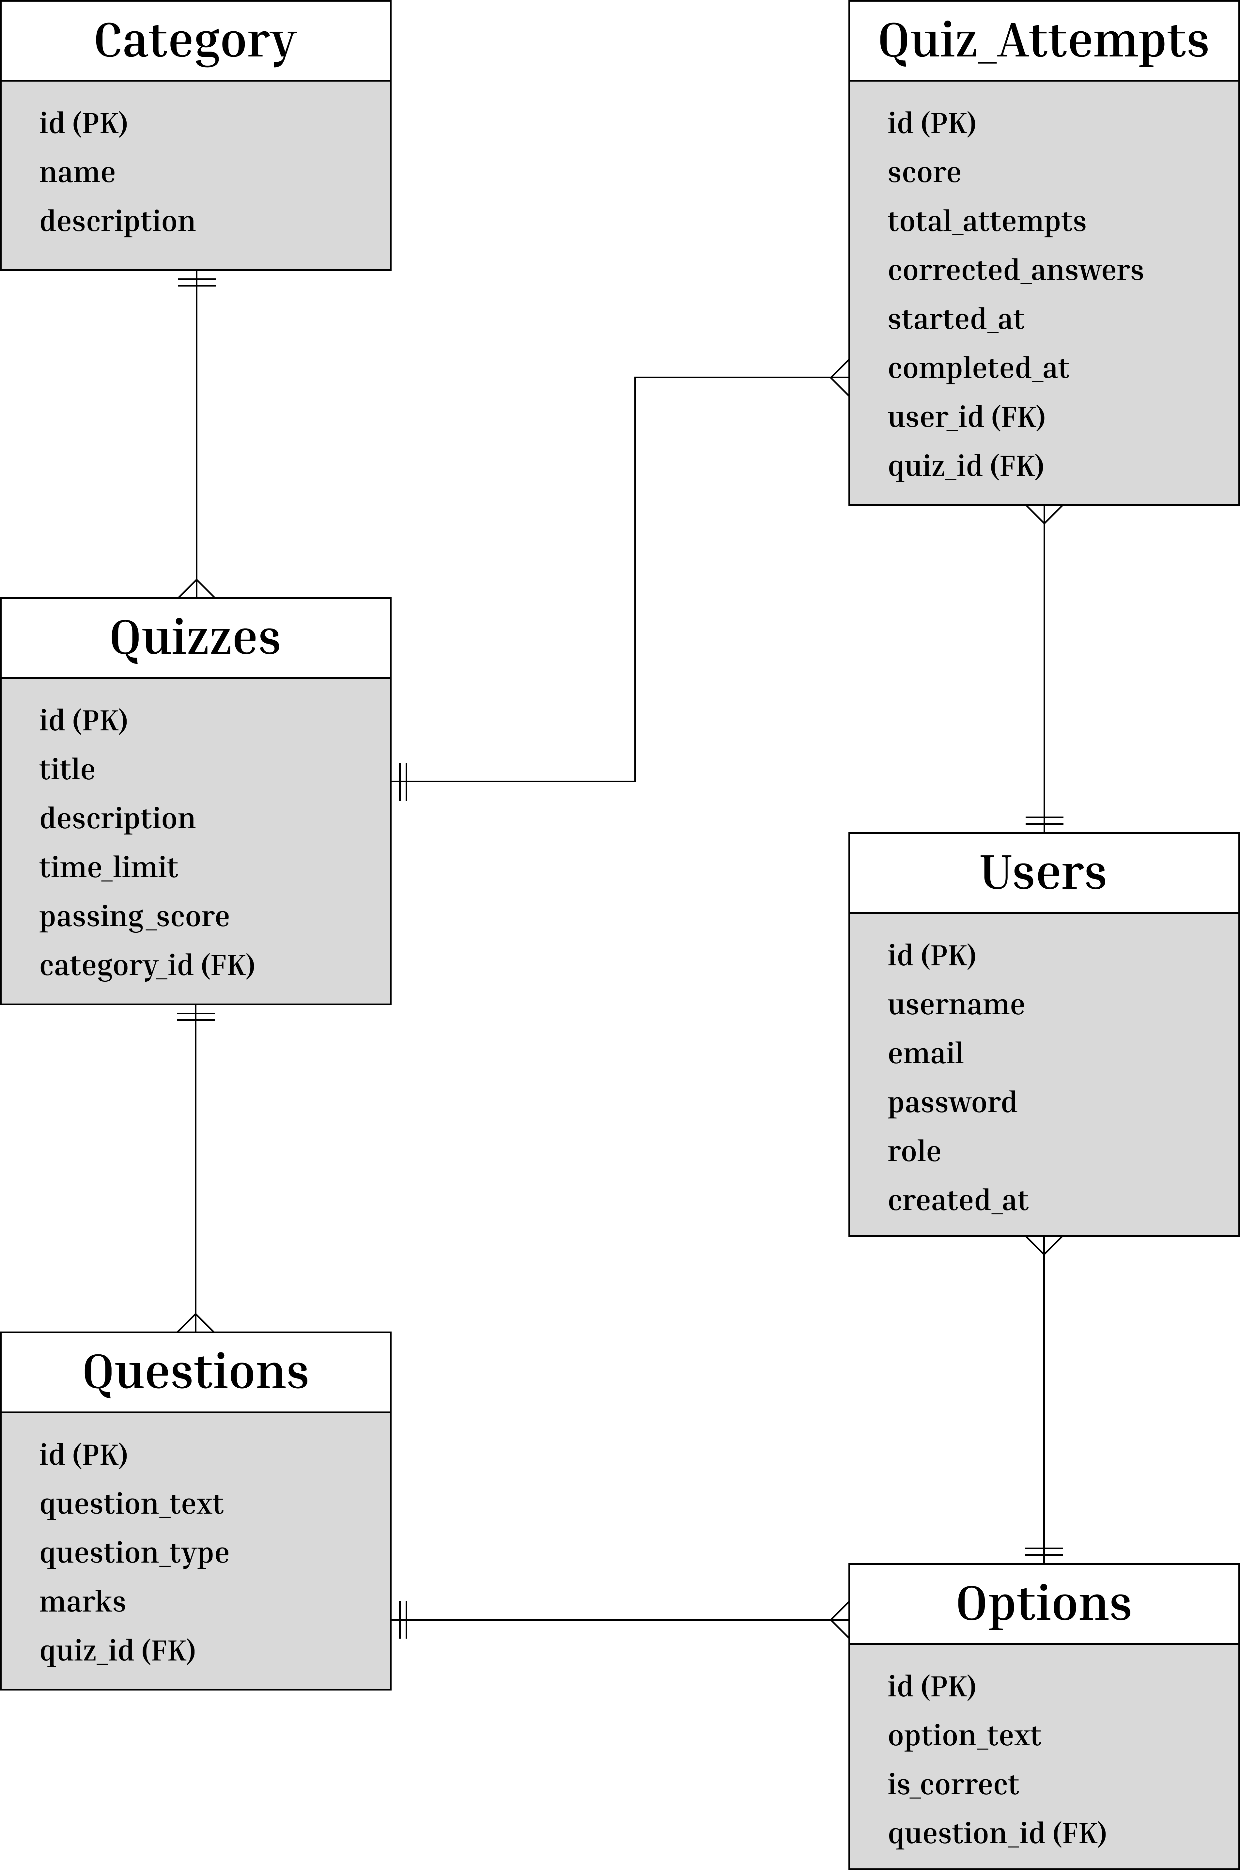 Category
id (PK)
name
description
Quiz_Attempts
id (PK)
score
total_attempts
corrected_answers
started_at
completed_at
user_id (FK)
quiz_id (FK)
Quizzes
id (PK)
title
description
time_limit
passing_score
category_id (FK)
Users
id (PK)
username
email
password
role
created_at
Questions
id (PK)
question_text
question_type
marks
quiz_id (FK)
Options
id (PK)
option_text
is_correct
question_id (FK)